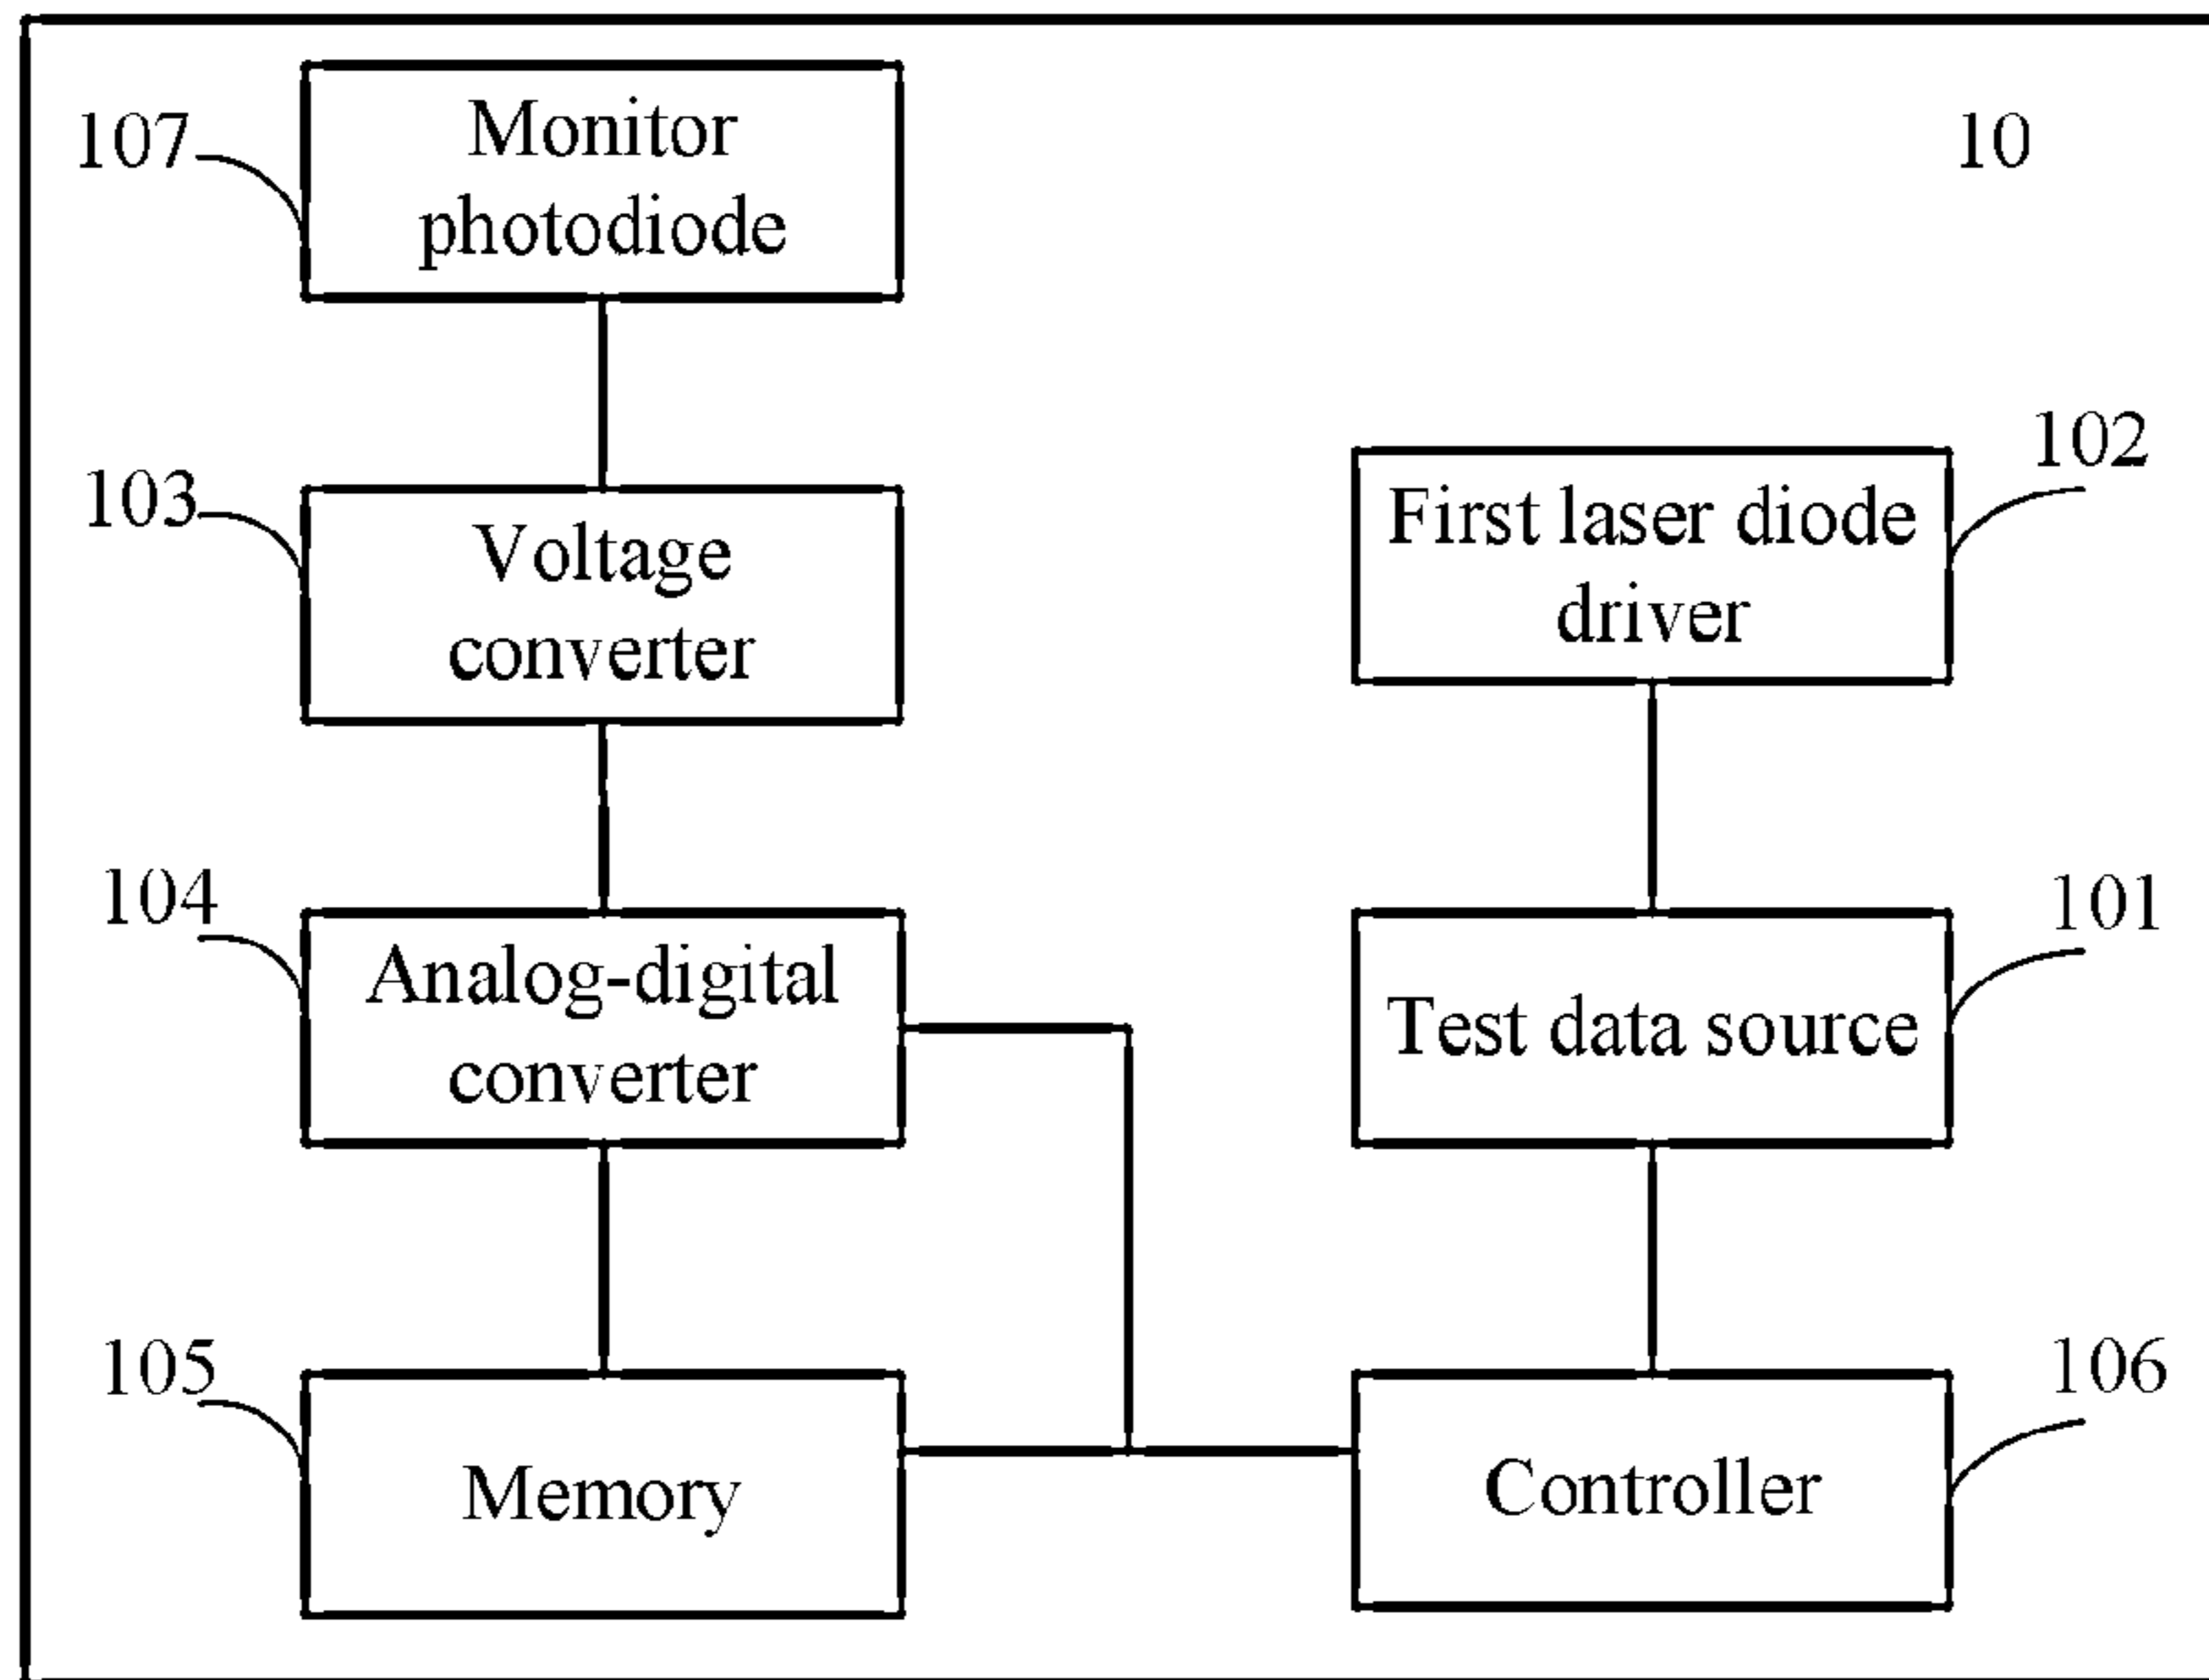 107
Monitor
photodiode
10
103
Voltage
converter
102
First laser diode
driver
104
Analog-digital
converter
101
Test data source
105
Memory
106
Controller